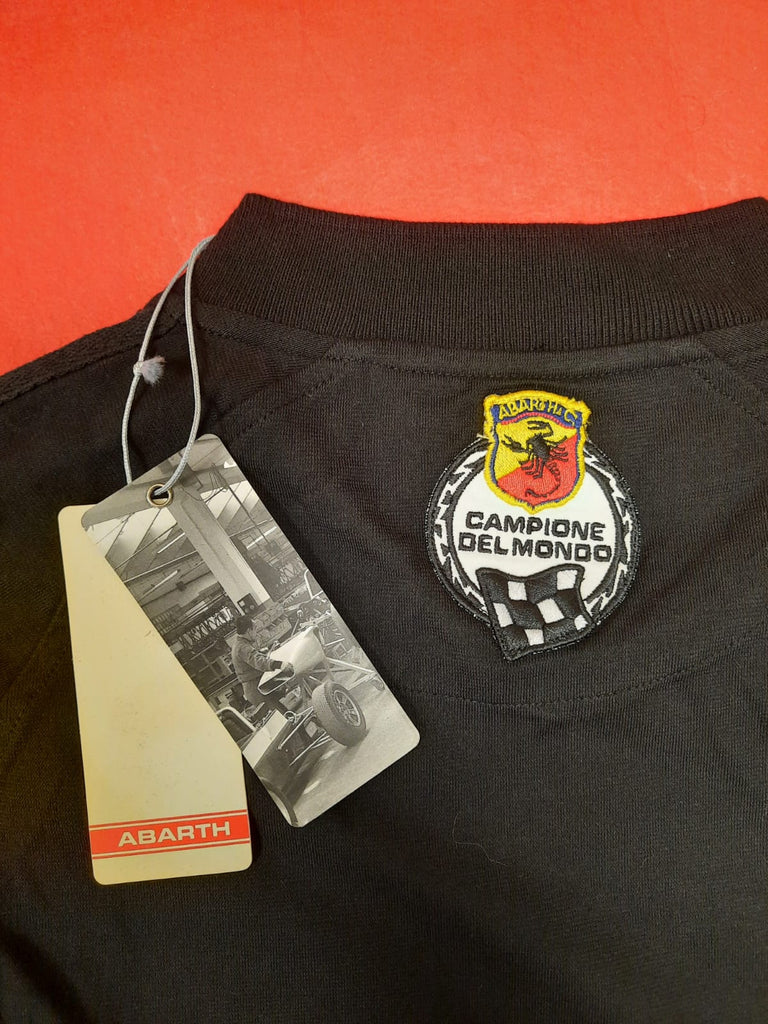 ABARTH & C.
CAMPIONE
DEL MONDO
ABARTH